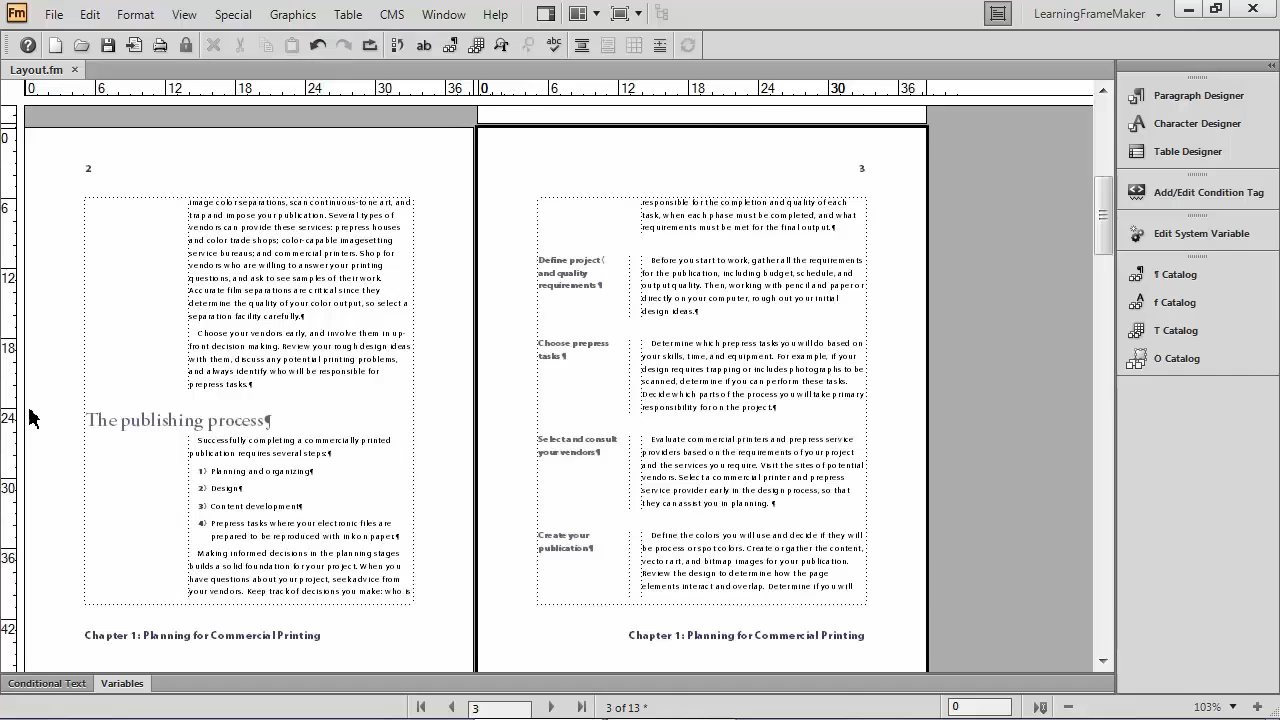 Fm File Edit Format View Special Graphics Table CMS Window Help LearningFrameMaker
Layout.fm ×
0 6 12 18 24 30 36 0 6 12 18 24 30 36
0
6
12
18
24
30
36
42
2
image color separations, scan continuous-tone art, and
trap and impose your publication. Several types of
vendors can provide these services: prepress houses
and color trade shops; color-capable imagesetting
service bureaus; and commercial printers. Shop for
vendors who are willing to answer your printing
questions, and ask to see samples of their work.
Accurate film separations are critical since they
determine the quality of your color output, so select a
separation facility carefully.¶
Choose your vendors early, and involve them in up-
front decision making. Review your rough design ideas
with them, discuss any potential printing problems,
and always identify who will be responsible for
prepress tasks.¶
The publishing process¶
Successfully completing a commercially printed
publication requires several steps:¶
1) Planning and organizing¶
2) Design¶
3) Content development¶
4) Prepress tasks where your electronic files are
prepared to be reproduced with ink on paper.¶
Making informed decisions in the planning stages
builds a solid foundation for your project. When you
have questions about your project, seek advice from
your vendors. Keep track of decisions you make: who is
Chapter 1: Planning for Commercial Printing
3
responsible for the completion and quality of each
task, when each phase must be completed, and what
requirements must be met for the final output.¶
Define project
and quality
requirements¶
Before you start to work, gather all the requirements
for the publication, including budget, schedule, and
output quality. Then, working with pencil and paper or
directly on your computer, rough out your initial
design ideas.¶
Choose prepress
tasks¶
Determine which prepress tasks you will do based on
your skills, time, and equipment. For example, if your
design requires trapping or includes photographs to be
scanned, determine if you can perform these tasks.
Decide which parts of the process you will take primary
responsibility for on the project.¶
Select and consult
your vendors¶
Evaluate commercial printers and prepress service
providers based on the requirements of your project
and the services you require. Visit the sites of potential
vendors. Select a commercial printer and prepress
service provider early in the design process, so that
they can assist you in planning. ¶
Create your
publication¶
Define the colors you will use and decide if they will
be process or spot colors. Create or gather the content,
vector art, and bitmap images for your publication.
Review the design to determine how the page
elements interact and overlap. Determine if you will
Chapter 1: Planning for Commercial Printing
Paragraph Designer
Character Designer
Table Designer
Add/Edit Condition Tag
Edit System Variable
¶ Catalog
f Catalog
T Catalog
O Catalog
Conditional Text Variables
3 3 of 13 * 0 103%